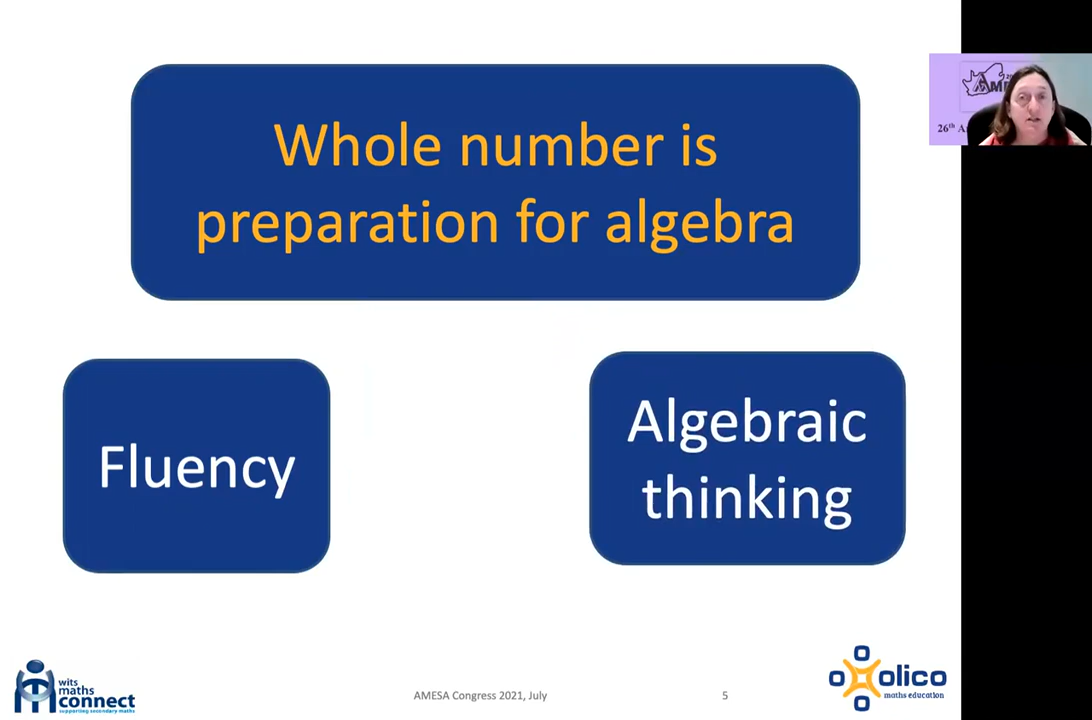 Whole number is
preparation for algebra
Fluency
Algebraic
thinking
wits
maths
connect
supporting secondary maths
AMESA Congress 2021, July
5
olico
maths education
26th